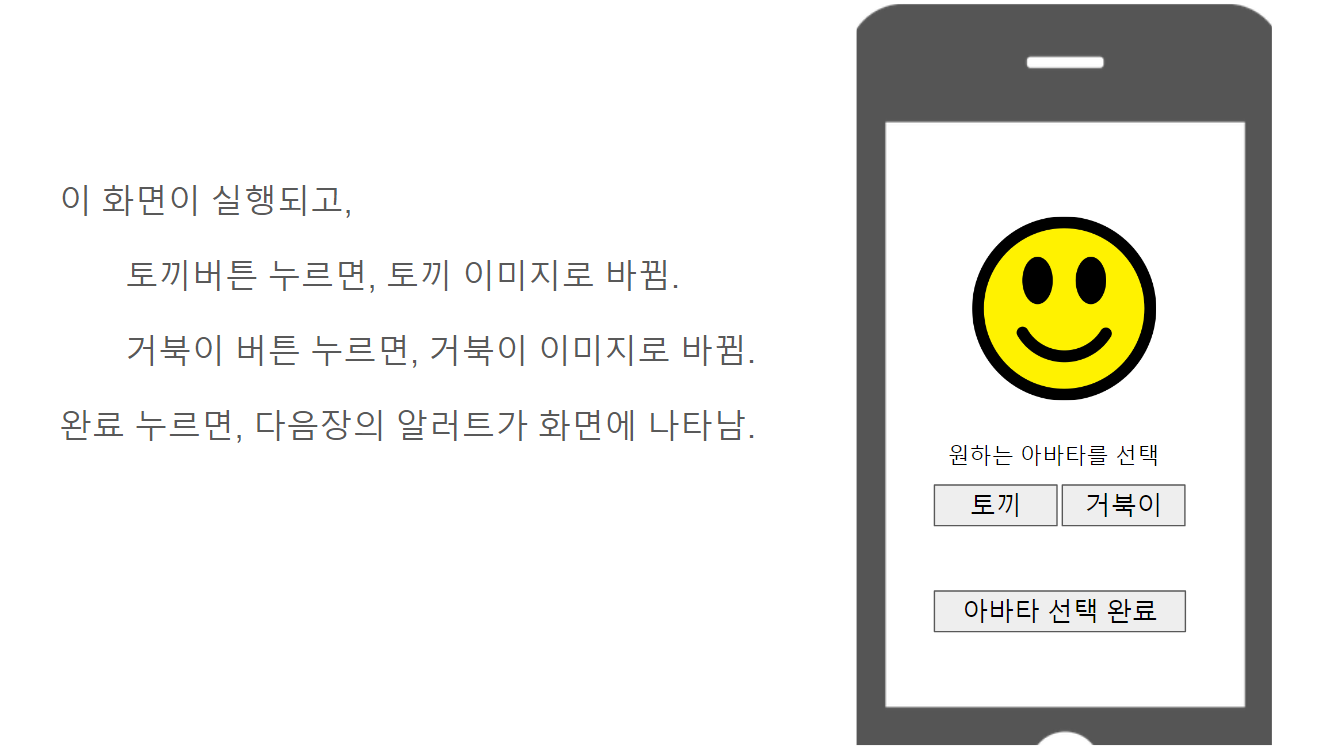 이 화면이 실행되고,
토끼버튼 누르면, 토끼 이미지로 바뀜.
거북이 버튼 누르면, 거북이 이미지로 바뀜.
완료 누르면, 다음장의 알러트가 화면에 나타남.
원하는 아바타를 선택
토끼 거북이
아바타 선택 완료